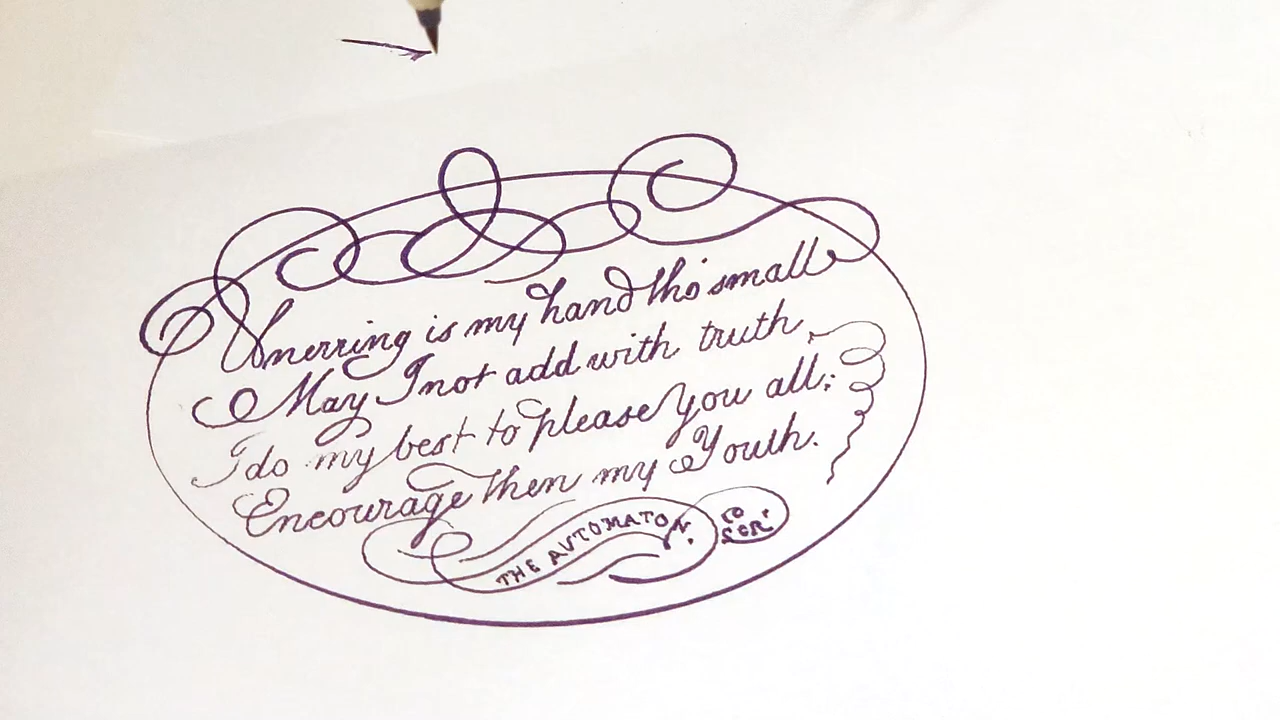 Unerring is my hand tho' small
May I not add with truth
I do my best to please You all;
Encourage then my Youth.
THE AUTOMATON.